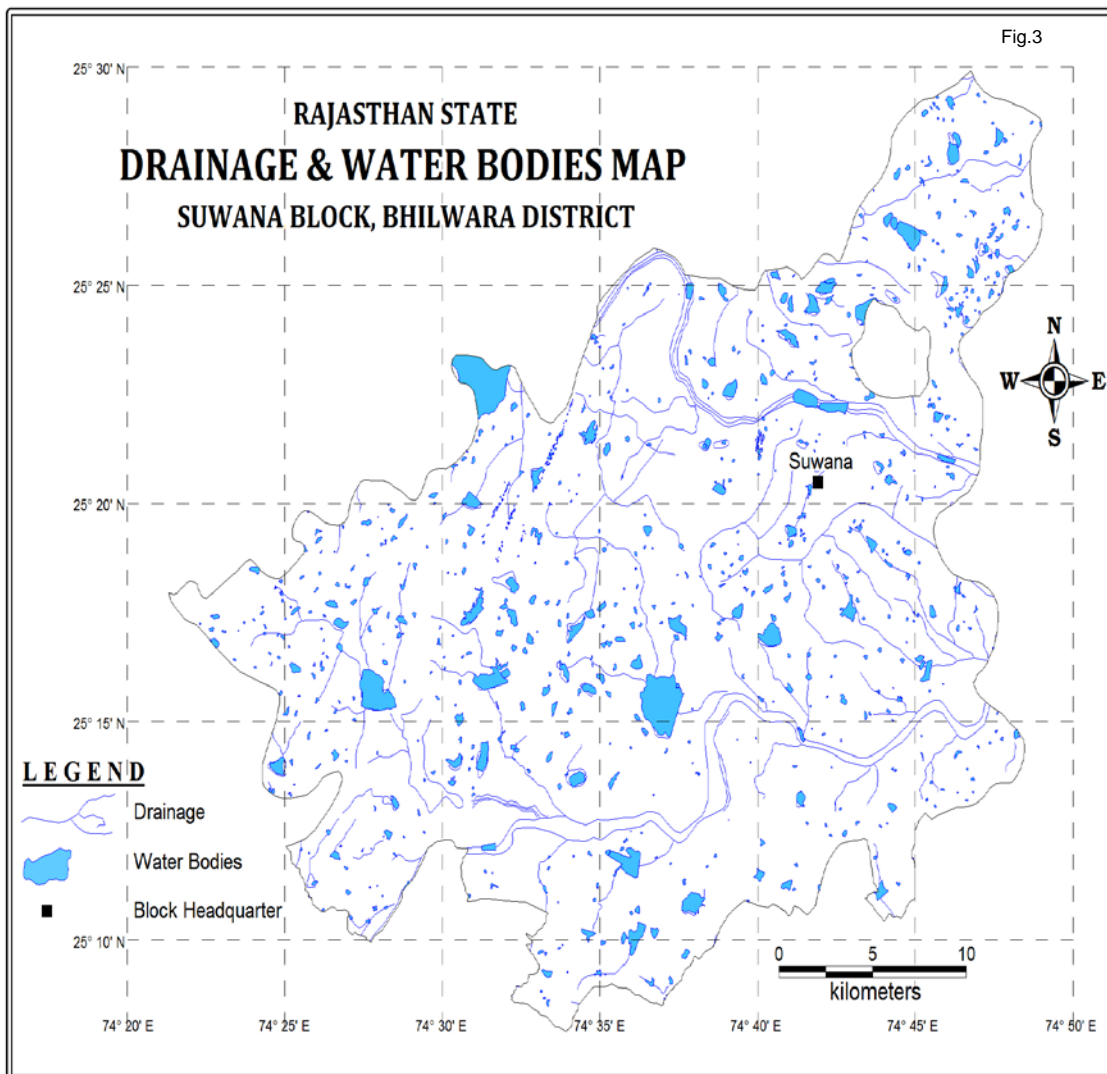 Fig.3
25° 30' N
RAJASTHAN STATE
DRAINAGE & WATER BODIES MAP
SUWANA BLOCK, BHILWARA DISTRICT
25° 25' N
N
W
E
S
Suwana
25° 20' N
25° 15' N
LEGEND
Drainage
Water Bodies
Block Headquarter
25° 10' N
0 5 10
kilometers
74° 20' E 74° 25' E 74° 30' E 74° 35' E 74° 40' E 74° 45' E 74° 50' E